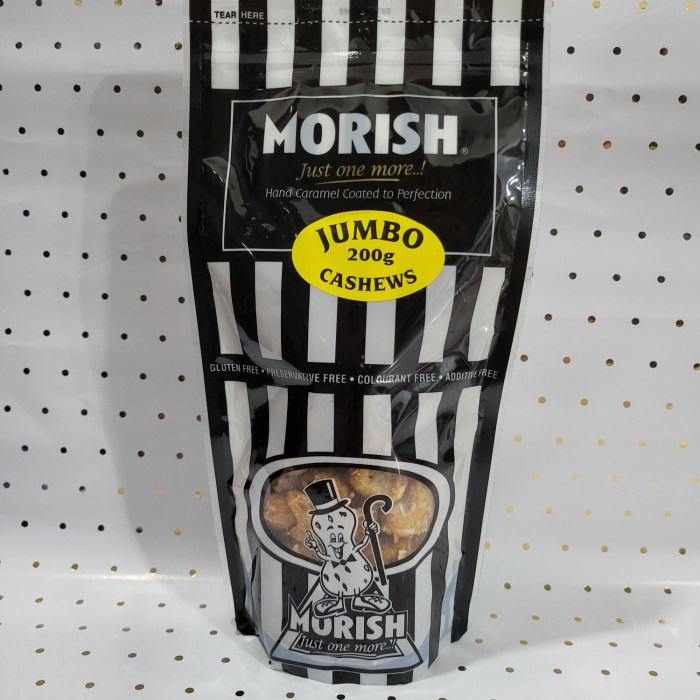 TEAR HERE
MORISH®
Just one more..!
Hand Caramel Coated to Perfection
JUMBO
200g
CASHEWS
GLUTEN FREE • PRESERVATIVE FREE • COLOURANT FREE • ADDITIVE FREE
MORISH
Just one more..!